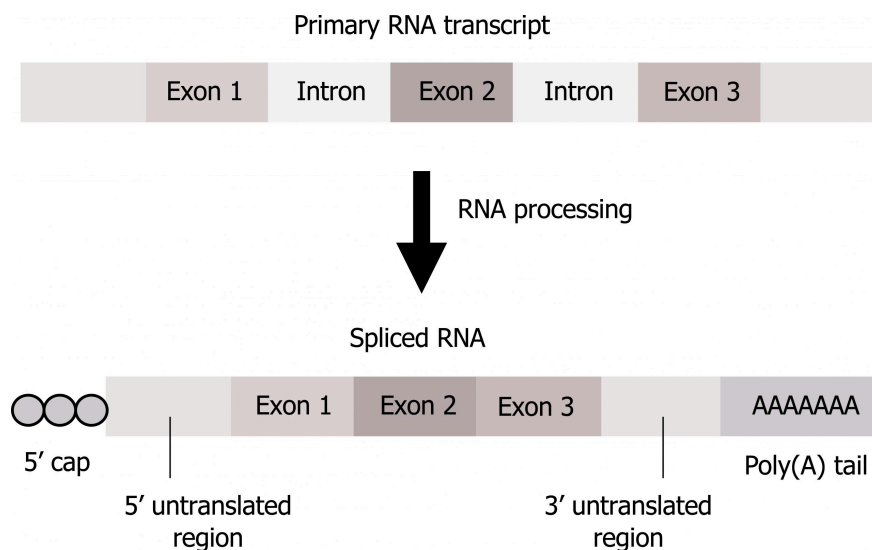 Primary RNA transcript
Exon 1 Intron Exon 2 Intron Exon 3
RNA processing
Spliced RNA
Exon 1 Exon 2 Exon 3 AAAAAAA
5′ cap
Poly(A) tail
5′ untranslated
region
3′ untranslated
region